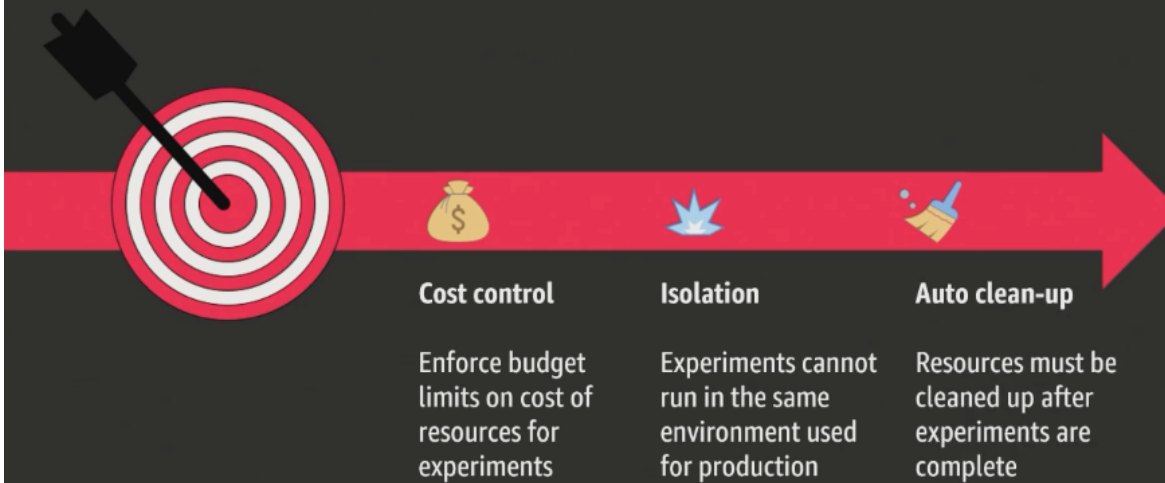 $
Cost control
Enforce budget
limits on cost of
resources for
experiments
Isolation
Experiments cannot
run in the same
environment used
for production
Auto clean-up
Resources must be
cleaned up after
experiments are
complete